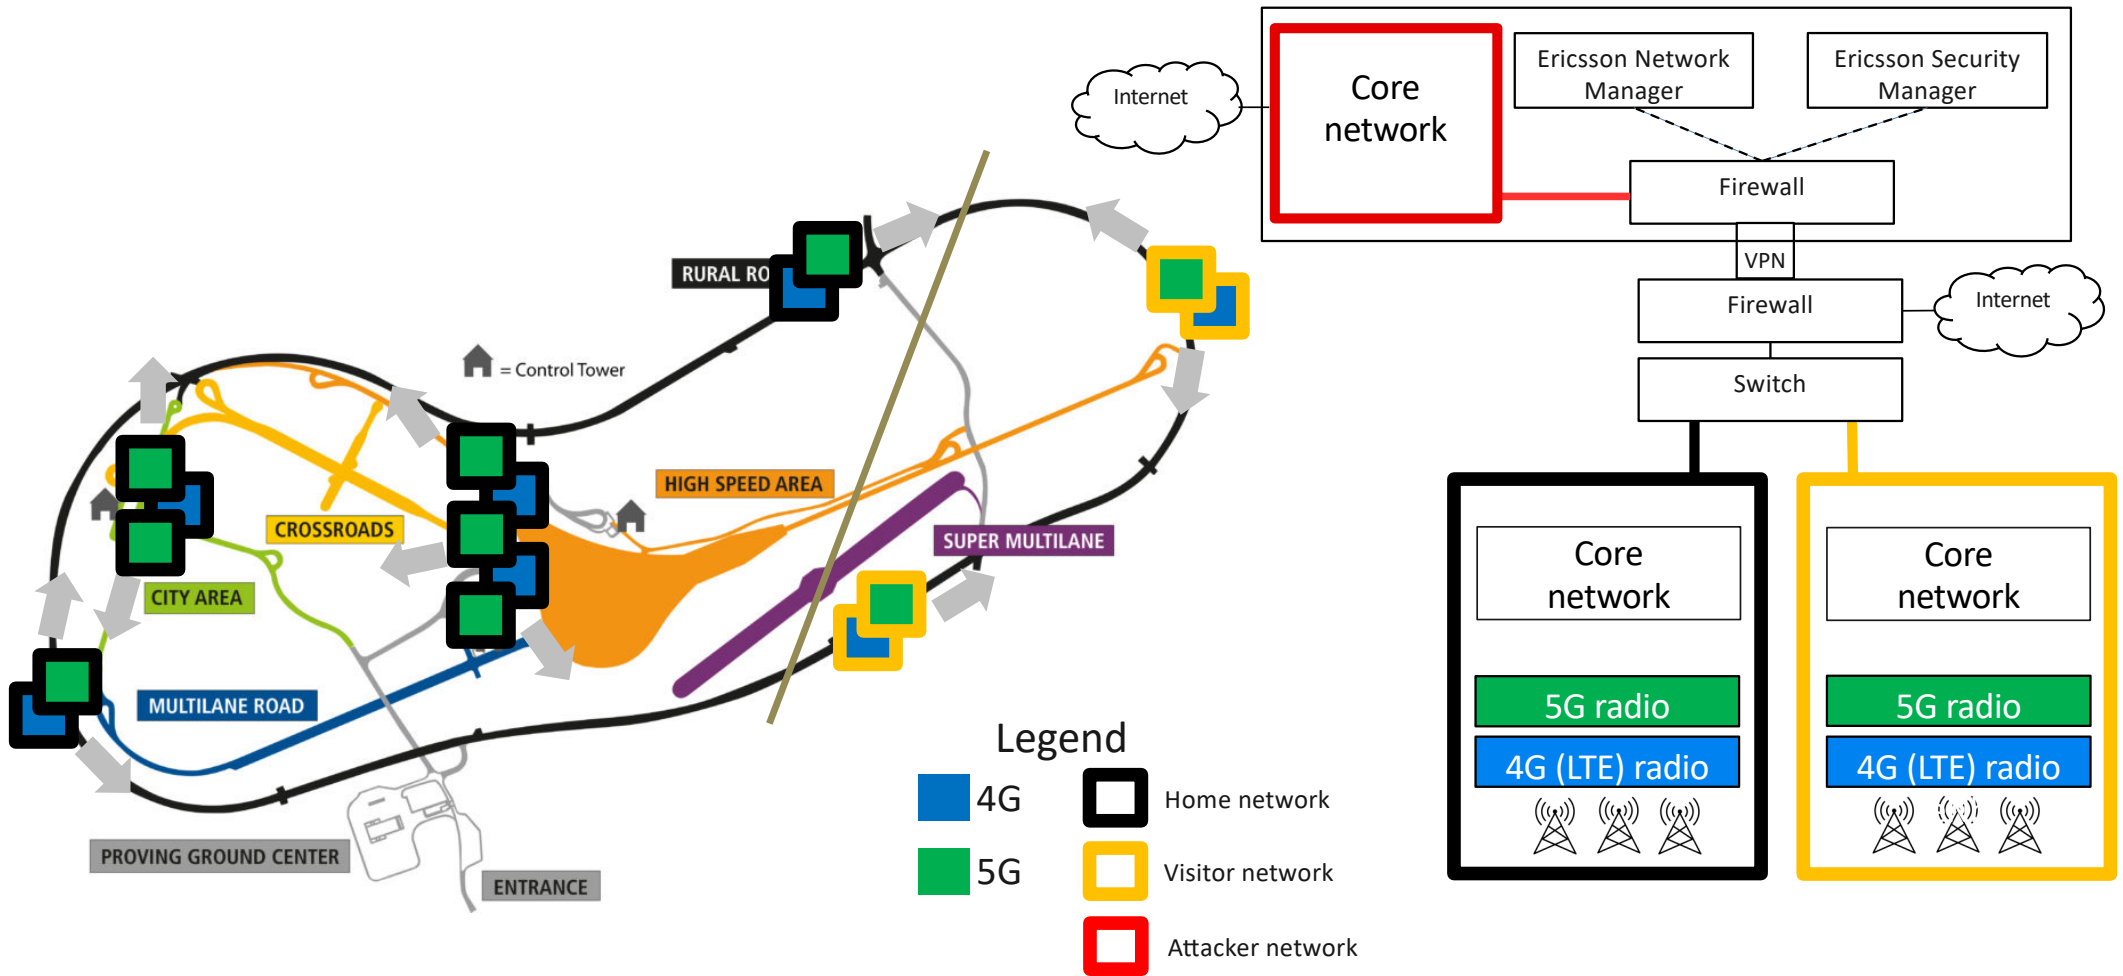 RURAL RO
= Control Tower
HIGH SPEED AREA
CROSSROADS
SUPER MULTILANE
CITY AREA
MULTILANE ROAD
PROVING GROUND CENTER
ENTRANCE
Legend
4G
5G
Home network
Visitor network
Attacker network
Internet
Core
network
Ericsson Network
Manager
Ericsson Security
Manager
Firewall
VPN
Firewall
Internet
Switch
Core
network
5G radio
4G (LTE) radio
Core
network
5G radio
4G (LTE) radio